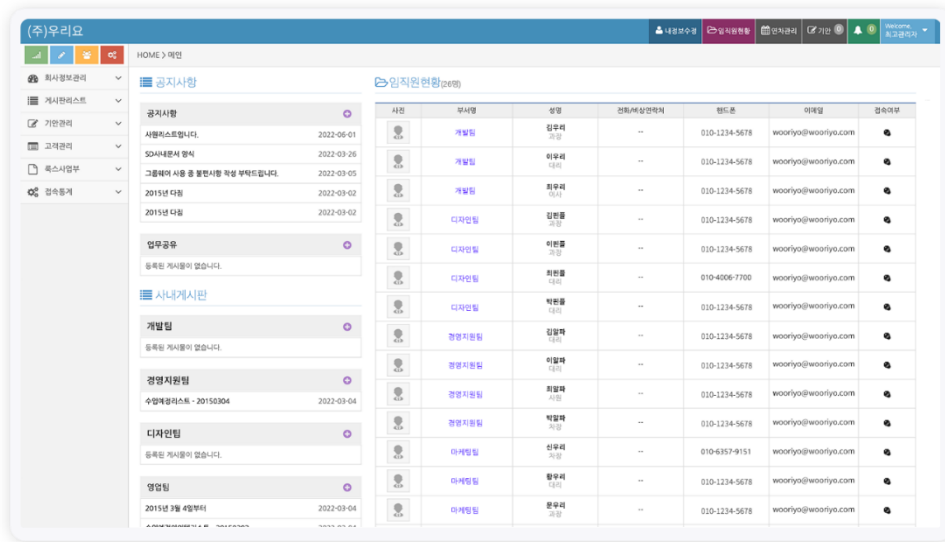 (주)우리요
내정보수정
임직원현황
연차관리
기안 0
0
Welcome,
최고관리자
HOME > 메인
회사정보관리
게시판리스트
기안관리
고객관리
폭스사업부
접속통계
공지사항
공지사항
사원리스트입니다. 2022-06-01
SD사내문서 양식 2022-03-26
그룹웨어 사용 중 불편사항 작성 부탁드립니다. 2022-03-05
2015년 다짐 2022-03-02
2015년 다짐 2022-03-02
업무공유
등록된 게시물이 없습니다.
사내게시판
개발팀
등록된 게시물이 없습니다.
경영지원팀
수업예정리스트 - 20150304 2022-03-04
디자인팀
등록된 게시물이 없습니다.
영업팀
2015년 3월 4일부터 2022-03-04
임직원현황(26명)
사진 부서명 성명 전화/비상연락처 핸드폰 이메일 접속여부
개발팀 김우리 -- 010-1234-5678 wooriyo@wooriyo.com
과장
개발팀 이우리 -- 010-1234-5678 wooriyo@wooriyo.com
대리
개발팀 최우리 -- 010-1234-5678 wooriyo@wooriyo.com
이사
디자인팀 김핀플 -- 010-1234-5678 wooriyo@wooriyo.com
과장
디자인팀 이핀플 -- 010-1234-5678 wooriyo@wooriyo.com
과장
디자인팀 최핀플 -- 010-4006-7700 wooriyo@wooriyo.com
대리
디자인팀 박핀플 -- 010-1234-5678 wooriyo@wooriyo.com
대리
경영지원팀 김알파 -- 010-1234-5678 wooriyo@wooriyo.com
대리
경영지원팀 이알파 -- 010-1234-5678 wooriyo@wooriyo.com
대리
경영지원팀 최알파 -- 010-1234-5678 wooriyo@wooriyo.com
사원
경영지원팀 박알파 -- 010-1234-5678 wooriyo@wooriyo.com
차장
마케팅팀 신우리 -- 010-6357-9151 wooriyo@wooriyo.com
차장
마케팅팀 황우리 -- 010-1234-5678 wooriyo@wooriyo.com
대리
마케팅팀 문우리 -- 010-1234-5678 wooriyo@wooriyo.com
과장